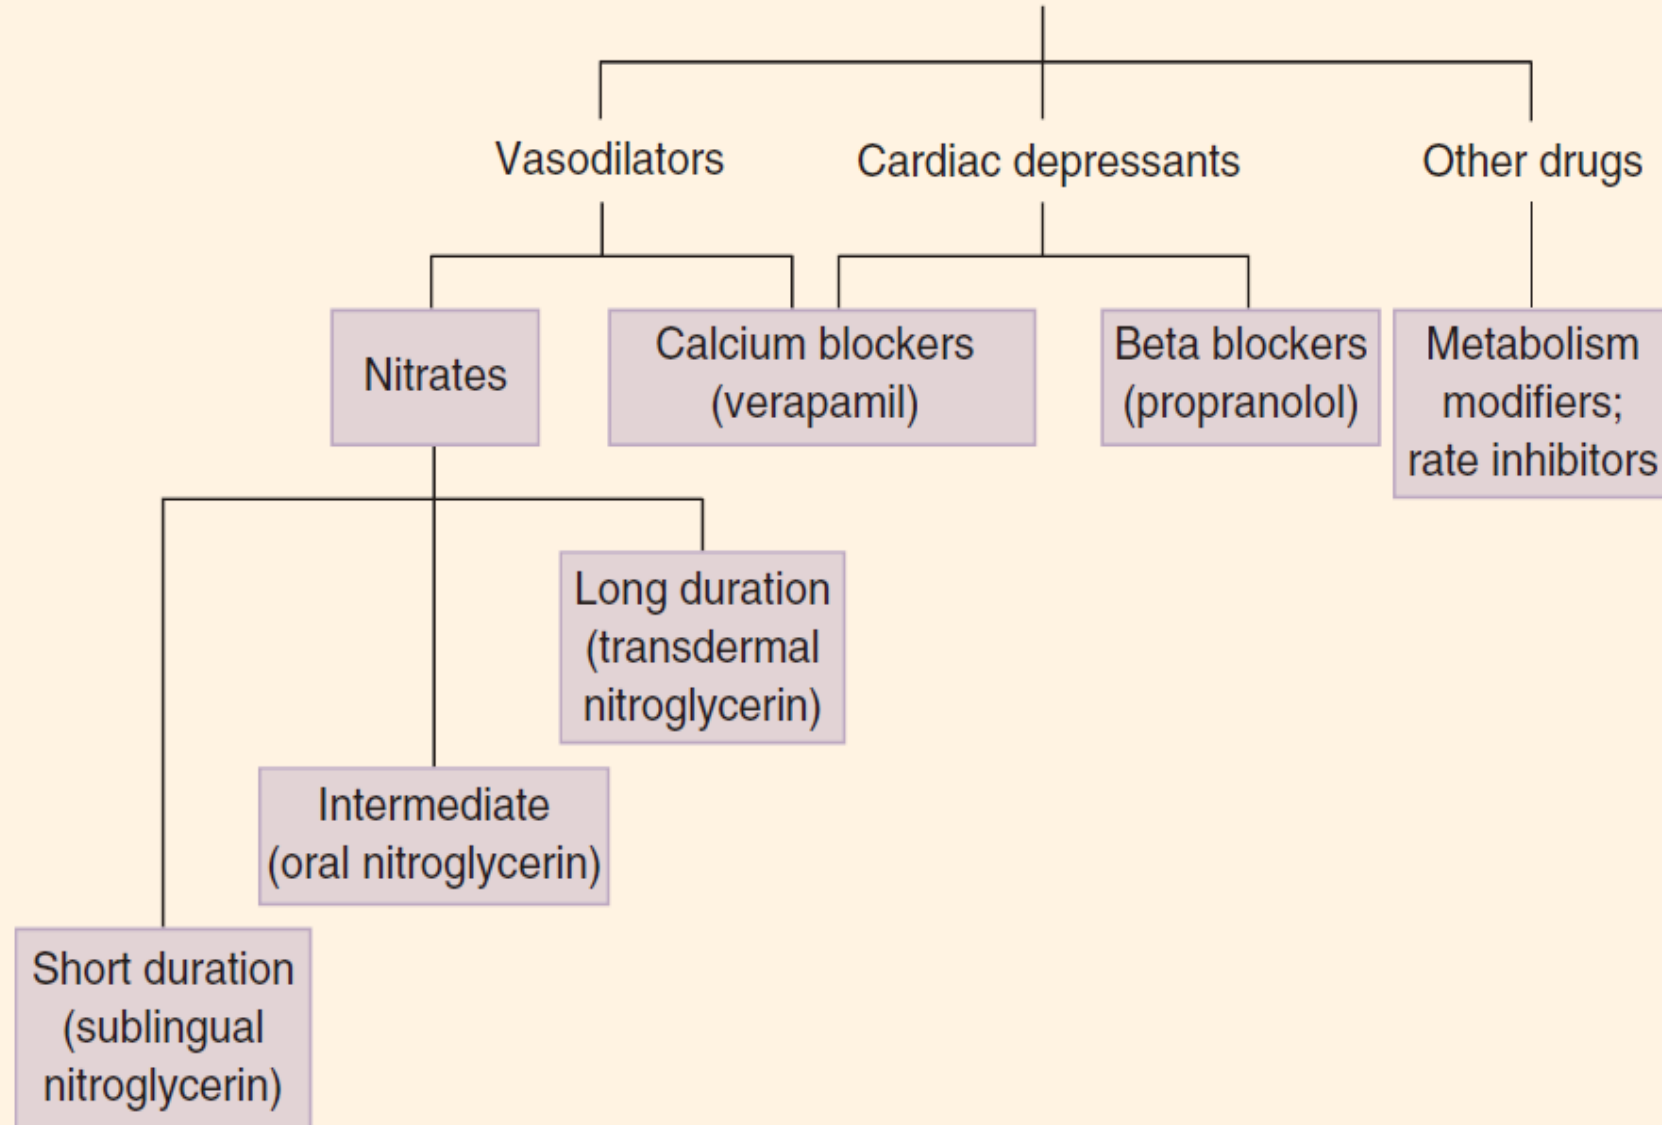 Vasodilators
Cardiac depressants
Other drugs
Nitrates
Calcium blockers
(verapamil)
Beta blockers
(propranolol)
Metabolism
modifiers;
rate inhibitors
Long duration
(transdermal
nitroglycerin)
Intermediate
(oral nitroglycerin)
Short duration
(sublingual
nitroglycerin)